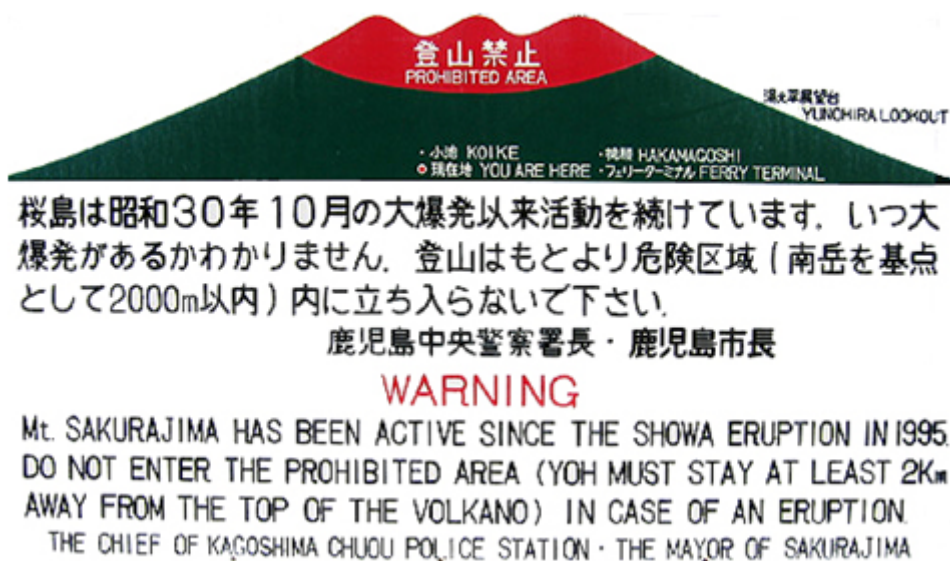 登山禁止
PROHIBITED AREA
湯之平展望台
YUNOHIRA LOOKOUT
・小池 KOIKE ・袴腰 HAKAMAGOSHI
現在地 YOU ARE HERE ・フェリーターミナル FERRY TERMINAL
桜島は昭和30年10月の大爆発以来活動を続けています．いつ大
爆発があるかわかりません．登山はもとより危険区域（南岳を基点
として2000m以内）内に立ち入らないで下さい．
鹿児島中央警察署長・鹿児島市長
WARNING
Mt. SAKURAJIMA HAS BEEN ACTIVE SINCE THE SHOWA ERUPTION IN 1995.
DO NOT ENTER THE PROHIBITED AREA (YOH MUST STAY AT LEAST 2Km
AWAY FROM THE TOP OF THE VOLKANO) IN CASE OF AN ERUPTION.
THE CHIEF OF KAGOSHIMA CHUOU POLICE STATION・THE MAYOR OF SAKURAJIMA